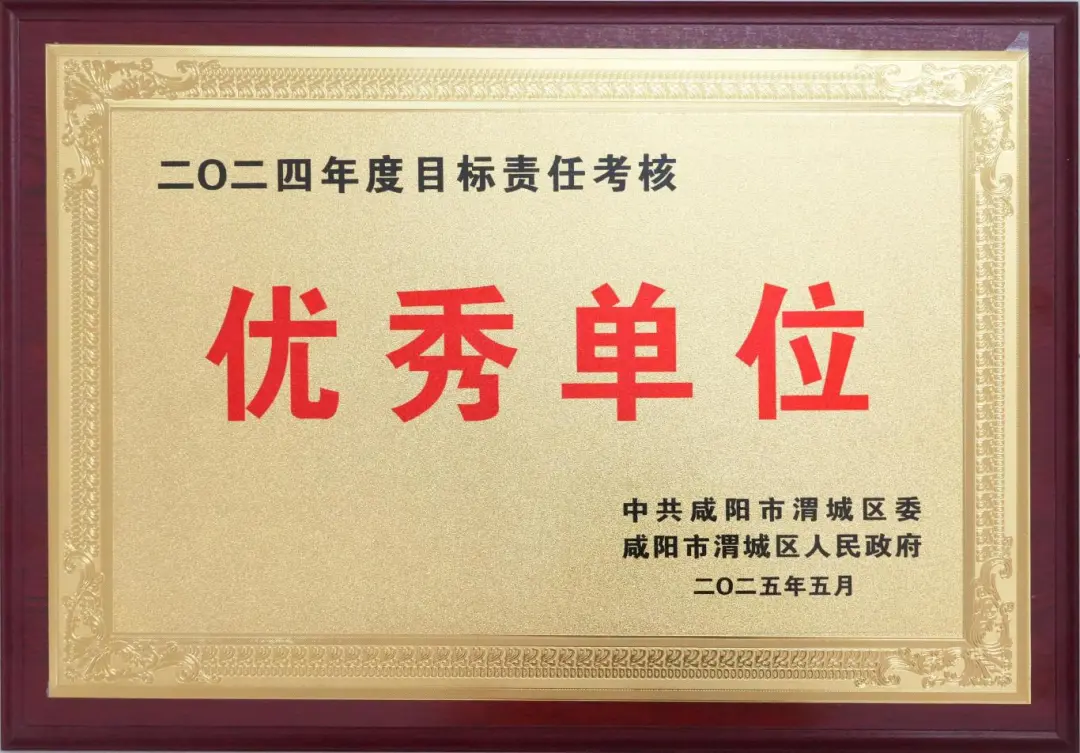 二O二四年度目标责任考核
优秀单位
中共咸阳市渭城区委
咸阳市渭城区人民政府
二O二五年五月